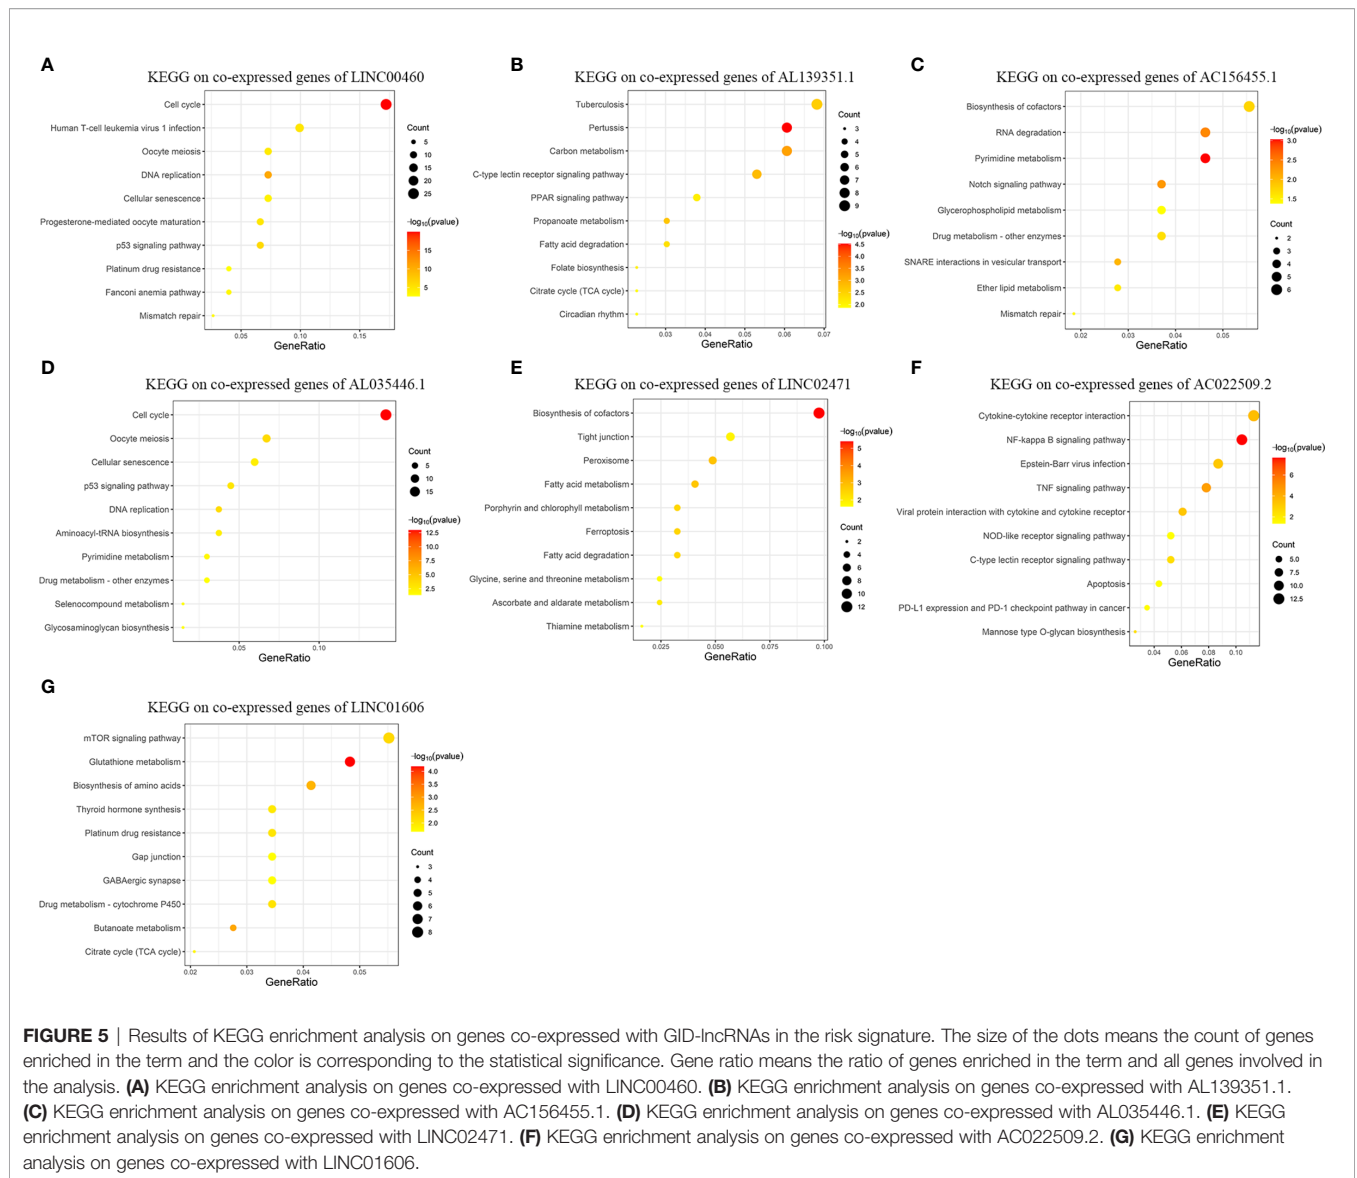 A
KEGG on co-expressed genes of LINC00460
Cell cycle
Human T-cell leukemia virus 1 infection
Oocyte meiosis
DNA replication
Cellular senescence
Progesterone-mediated oocyte maturation
p53 signaling pathway
Platinum drug resistance
Fanconi anemia pathway
Mismatch repair
0.05 0.10 0.15
GeneRatio
Count
5
10
15
20
25
-log10(pvalue)
15
10
5
B
KEGG on co-expressed genes of AL139351.1
Tuberculosis
Pertussis
Carbon metabolism
C-type lectin receptor signaling pathway
PPAR signaling pathway
Propanoate metabolism
Fatty acid degradation
Folate biosynthesis
Citrate cycle (TCA cycle)
Circadian rhythm
0.03 0.04 0.05 0.06 0.07
GeneRatio
Count
3
4
5
6
7
8
9
-log10(pvalue)
4.5
4.0
3.5
3.0
2.5
2.0
C
KEGG on co-expressed genes of AC156455.1
Biosynthesis of cofactors
RNA degradation
Pyrimidine metabolism
Notch signaling pathway
Glycerophospholipid metabolism
Drug metabolism - other enzymes
SNARE interactions in vesicular transport
Ether lipid metabolism
Mismatch repair
0.02 0.03 0.04 0.05
GeneRatio
-log10(pvalue)
3.0
2.5
2.0
1.5
Count
2
3
4
5
6
D
KEGG on co-expressed genes of AL035446.1
Cell cycle
Oocyte meiosis
Cellular senescence
p53 signaling pathway
DNA replication
Aminoacyl-tRNA biosynthesis
Pyrimidine metabolism
Drug metabolism - other enzymes
Selenocompound metabolism
Glycosaminoglycan biosynthesis
0.05 0.10
GeneRatio
Count
5
10
15
-log10(pvalue)
12.5
10.0
7.5
5.0
2.5
E
KEGG on co-expressed genes of LINC02471
Biosynthesis of cofactors
Tight junction
Peroxisome
Fatty acid metabolism
Porphyrin and chlorophyll metabolism
Ferroptosis
Fatty acid degradation
Glycine, serine and threonine metabolism
Ascorbate and aldarate metabolism
Thiamine metabolism
0.025 0.050 0.075 0.100
GeneRatio
-log10(pvalue)
5
4
3
2
Count
2
4
6
8
10
12
F
KEGG on co-expressed genes of AC022509.2
Cytokine-cytokine receptor interaction
NF-kappa B signaling pathway
Epstein-Barr virus infection
TNF signaling pathway
Viral protein interaction with cytokine and cytokine receptor
NOD-like receptor signaling pathway
C-type lectin receptor signaling pathway
Apoptosis
PD-L1 expression and PD-1 checkpoint pathway in cancer
Mannose type O-glycan biosynthesis
0.04 0.06 0.08 0.10
GeneRatio
-log10(pvalue)
6
4
2
Count
5.0
7.5
10.0
12.5
G
KEGG on co-expressed genes of LINC01606
mTOR signaling pathway
Glutathione metabolism
Biosynthesis of amino acids
Thyroid hormone synthesis
Platinum drug resistance
Gap junction
GABAergic synapse
Drug metabolism - cytochrome P450
Butanoate metabolism
Citrate cycle (TCA cycle)
0.02 0.03 0.04 0.05
GeneRatio
-log10(pvalue)
4.0
3.5
3.0
2.5
2.0
Count
3
4
5
6
7
8
FIGURE 5 | Results of KEGG enrichment analysis on genes co-expressed with GID-lncRNAs in the risk signature. The size of the dots means the count of genes
enriched in the term and the color is corresponding to the statistical significance. Gene ratio means the ratio of genes enriched in the term and all genes involved in
the analysis. (A) KEGG enrichment analysis on genes co-expressed with LINC00460. (B) KEGG enrichment analysis on genes co-expressed with AL139351.1.
(C) KEGG enrichment analysis on genes co-expressed with AC156455.1. (D) KEGG enrichment analysis on genes co-expressed with AL035446.1. (E) KEGG
enrichment analysis on genes co-expressed with LINC02471. (F) KEGG enrichment analysis on genes co-expressed with AC022509.2. (G) KEGG enrichment
analysis on genes co-expressed with LINC01606.